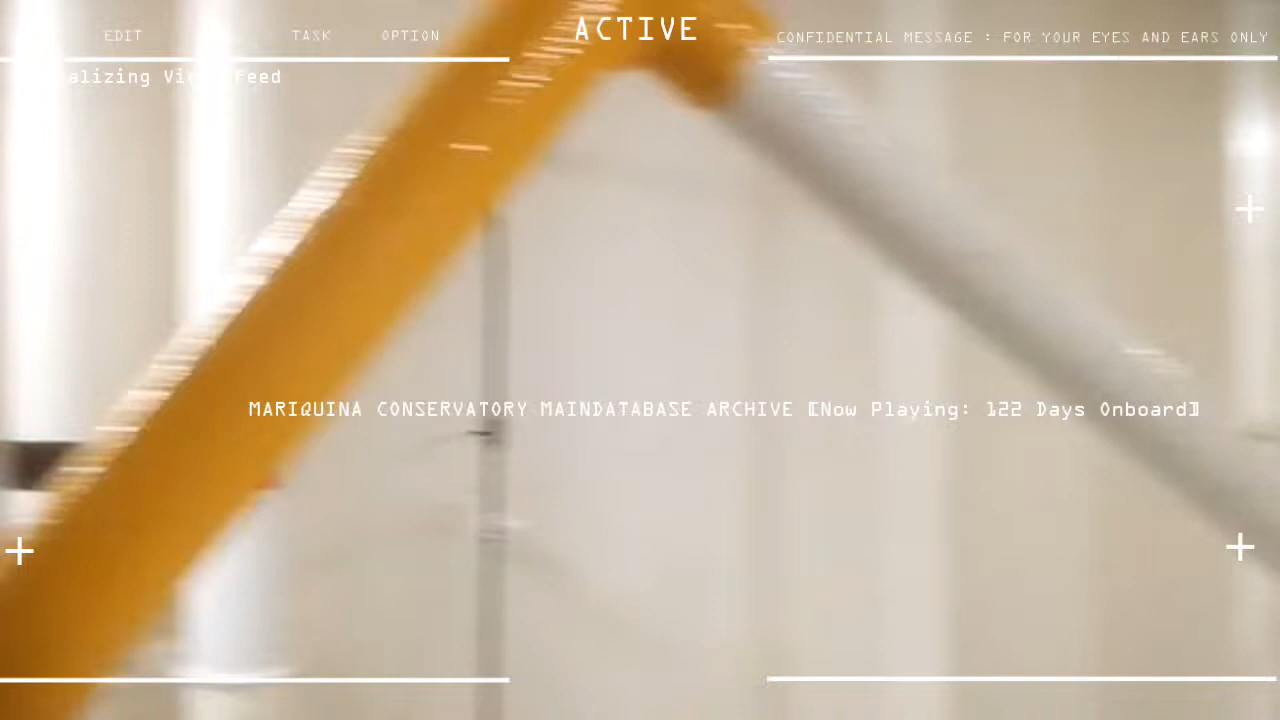 EDIT TASK OPTION
ACTIVE
CONFIDENTIAL MESSAGE : FOR YOUR EYES AND EARS ONLY
Feed
MARIQUINA CONSERVATORY MAINDATABASE ARCHIVE [Now Playing: 122 Days Onboard]